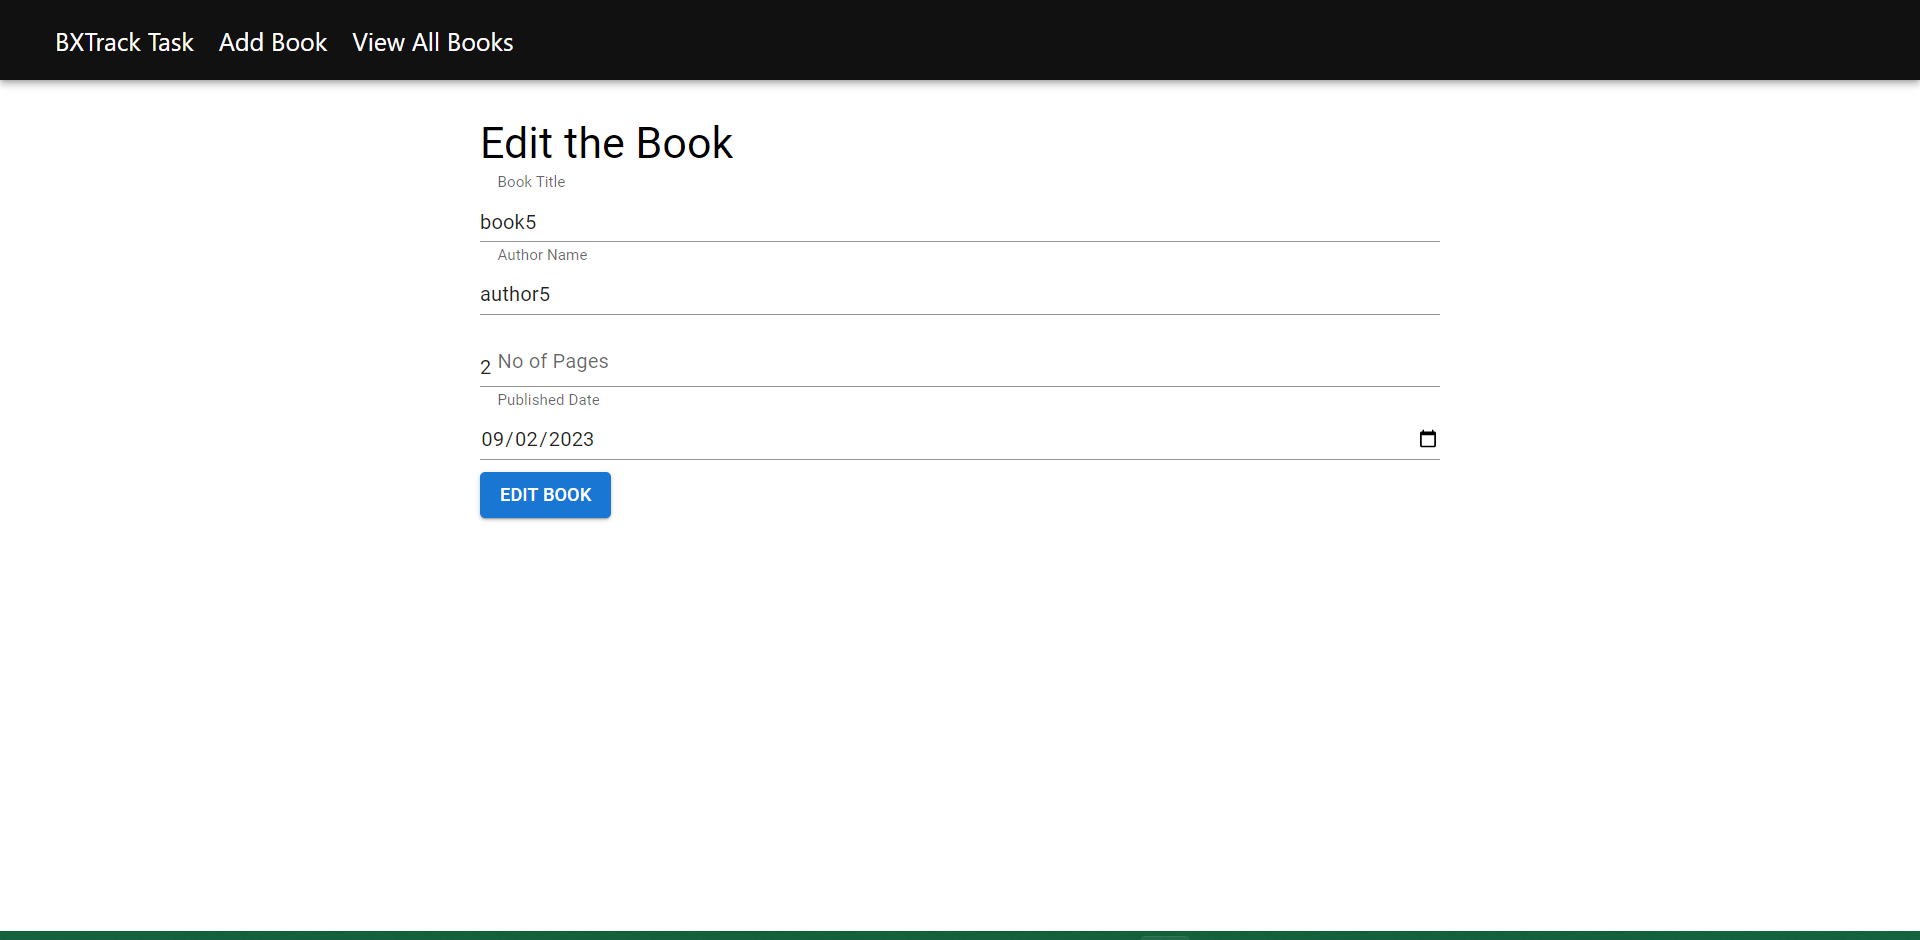 BXTrack Task Add Book View All Books
Edit the Book
Book Title
book5
Author Name
author5
2 No of Pages
Published Date
09/02/2023
EDIT BOOK